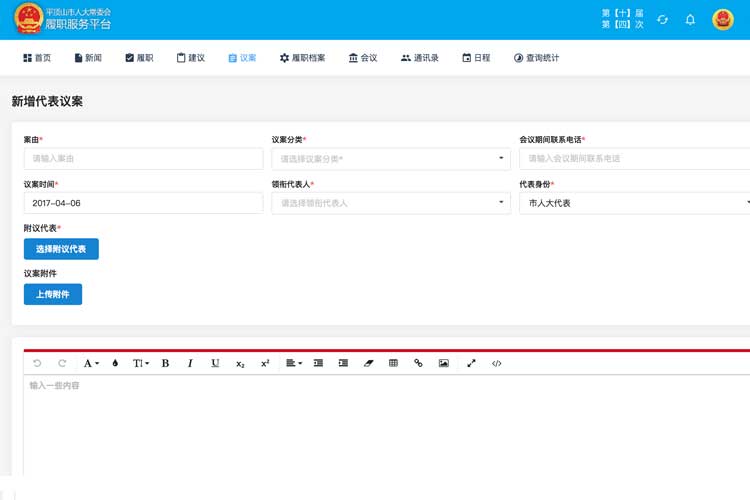 平顶山市人大常委会
履职服务平台
第【十】届
第【四】次
首页 新闻 履职 建议 议案 履职档案 会议 通讯录 日程 查询统计
新增代表议案
案由* 议案分类* 会议期间联系电话*
请输入案由 请选择议案分类* 请输入会议期间联系电话
议案时间* 领衔代表人* 代表身份*
2017-04-06 请选择领衔代表人 市人大代表
附议代表*
选择附议代表
议案附件
上传附件
A TI B I U x₂ x²
输入一些内容